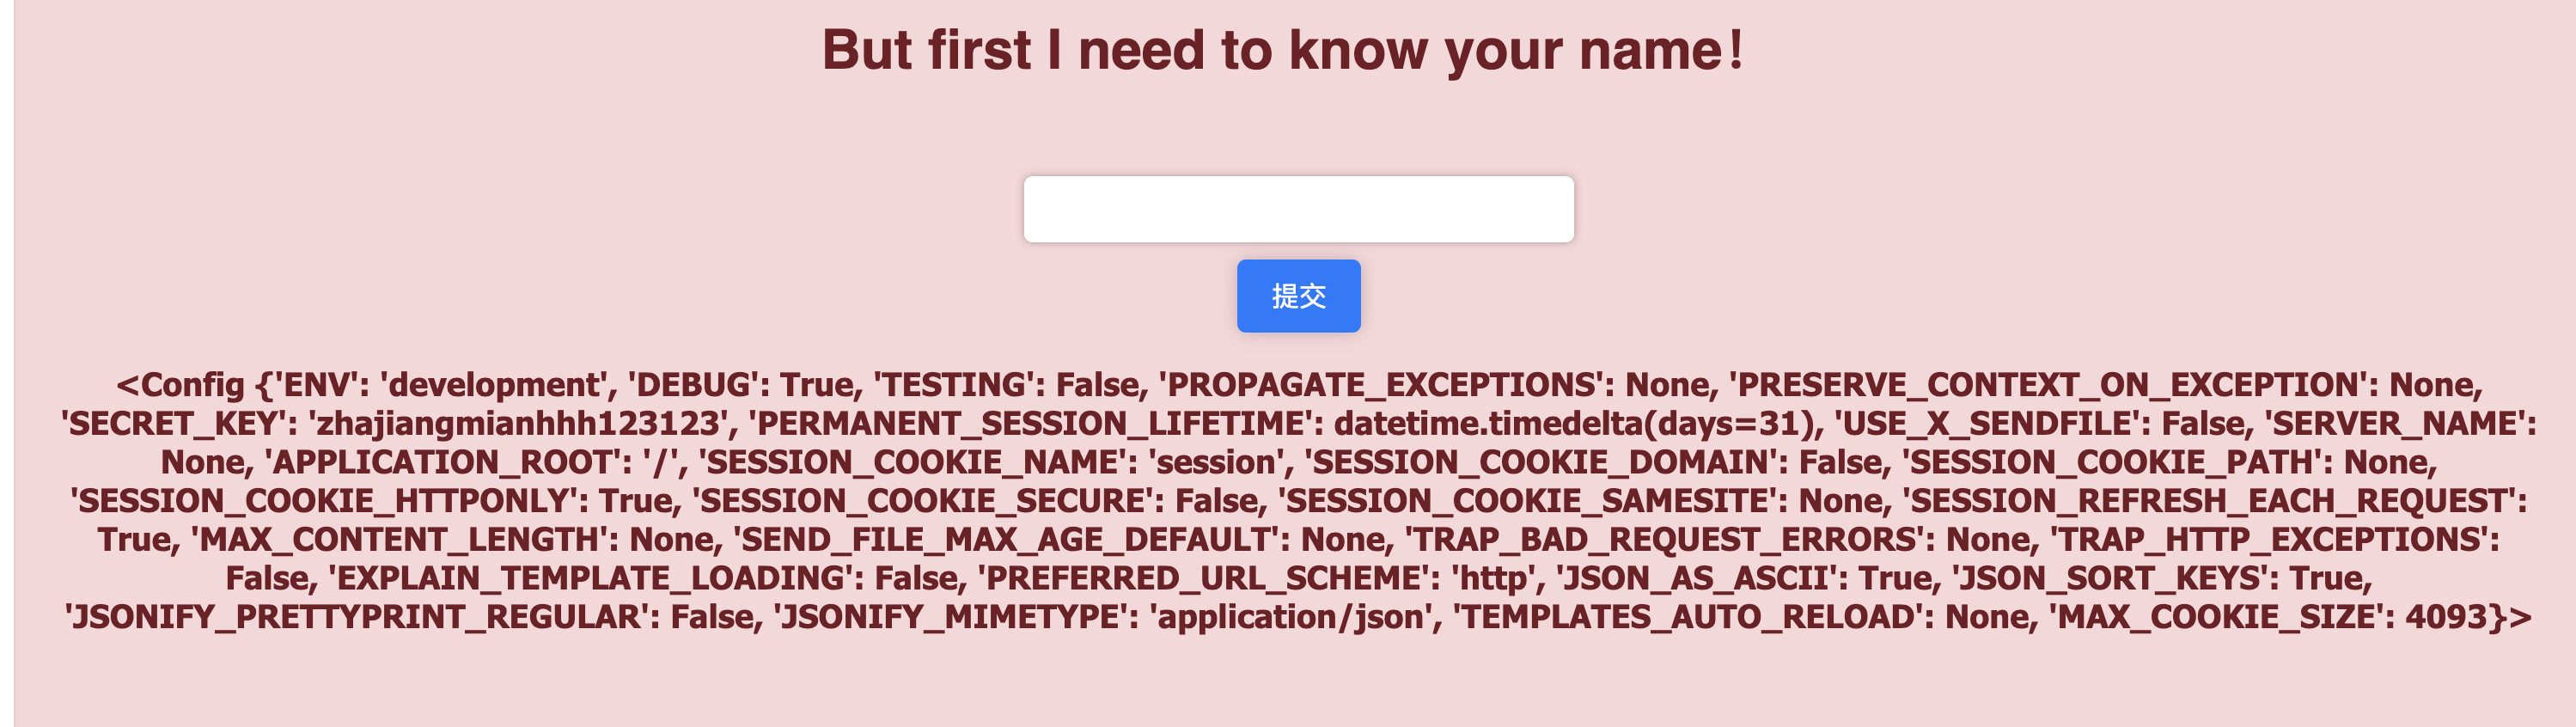 But first I need to know your name！
提交
<Config {'ENV': 'development', 'DEBUG': True, 'TESTING': False, 'PROPAGATE_EXCEPTIONS': None, 'PRESERVE_CONTEXT_ON_EXCEPTION': None,
'SECRET_KEY': 'zhajiangmianhhh123123', 'PERMANENT_SESSION_LIFETIME': datetime.timedelta(days=31), 'USE_X_SENDFILE': False, 'SERVER_NAME':
None, 'APPLICATION_ROOT': '/', 'SESSION_COOKIE_NAME': 'session', 'SESSION_COOKIE_DOMAIN': False, 'SESSION_COOKIE_PATH': None,
'SESSION_COOKIE_HTTPONLY': True, 'SESSION_COOKIE_SECURE': False, 'SESSION_COOKIE_SAMESITE': None, 'SESSION_REFRESH_EACH_REQUEST':
True, 'MAX_CONTENT_LENGTH': None, 'SEND_FILE_MAX_AGE_DEFAULT': None, 'TRAP_BAD_REQUEST_ERRORS': None, 'TRAP_HTTP_EXCEPTIONS':
False, 'EXPLAIN_TEMPLATE_LOADING': False, 'PREFERRED_URL_SCHEME': 'http', 'JSON_AS_ASCII': True, 'JSON_SORT_KEYS': True,
'JSONIFY_PRETTYPRINT_REGULAR': False, 'JSONIFY_MIMETYPE': 'application/json', 'TEMPLATES_AUTO_RELOAD': None, 'MAX_COOKIE_SIZE': 4093}>